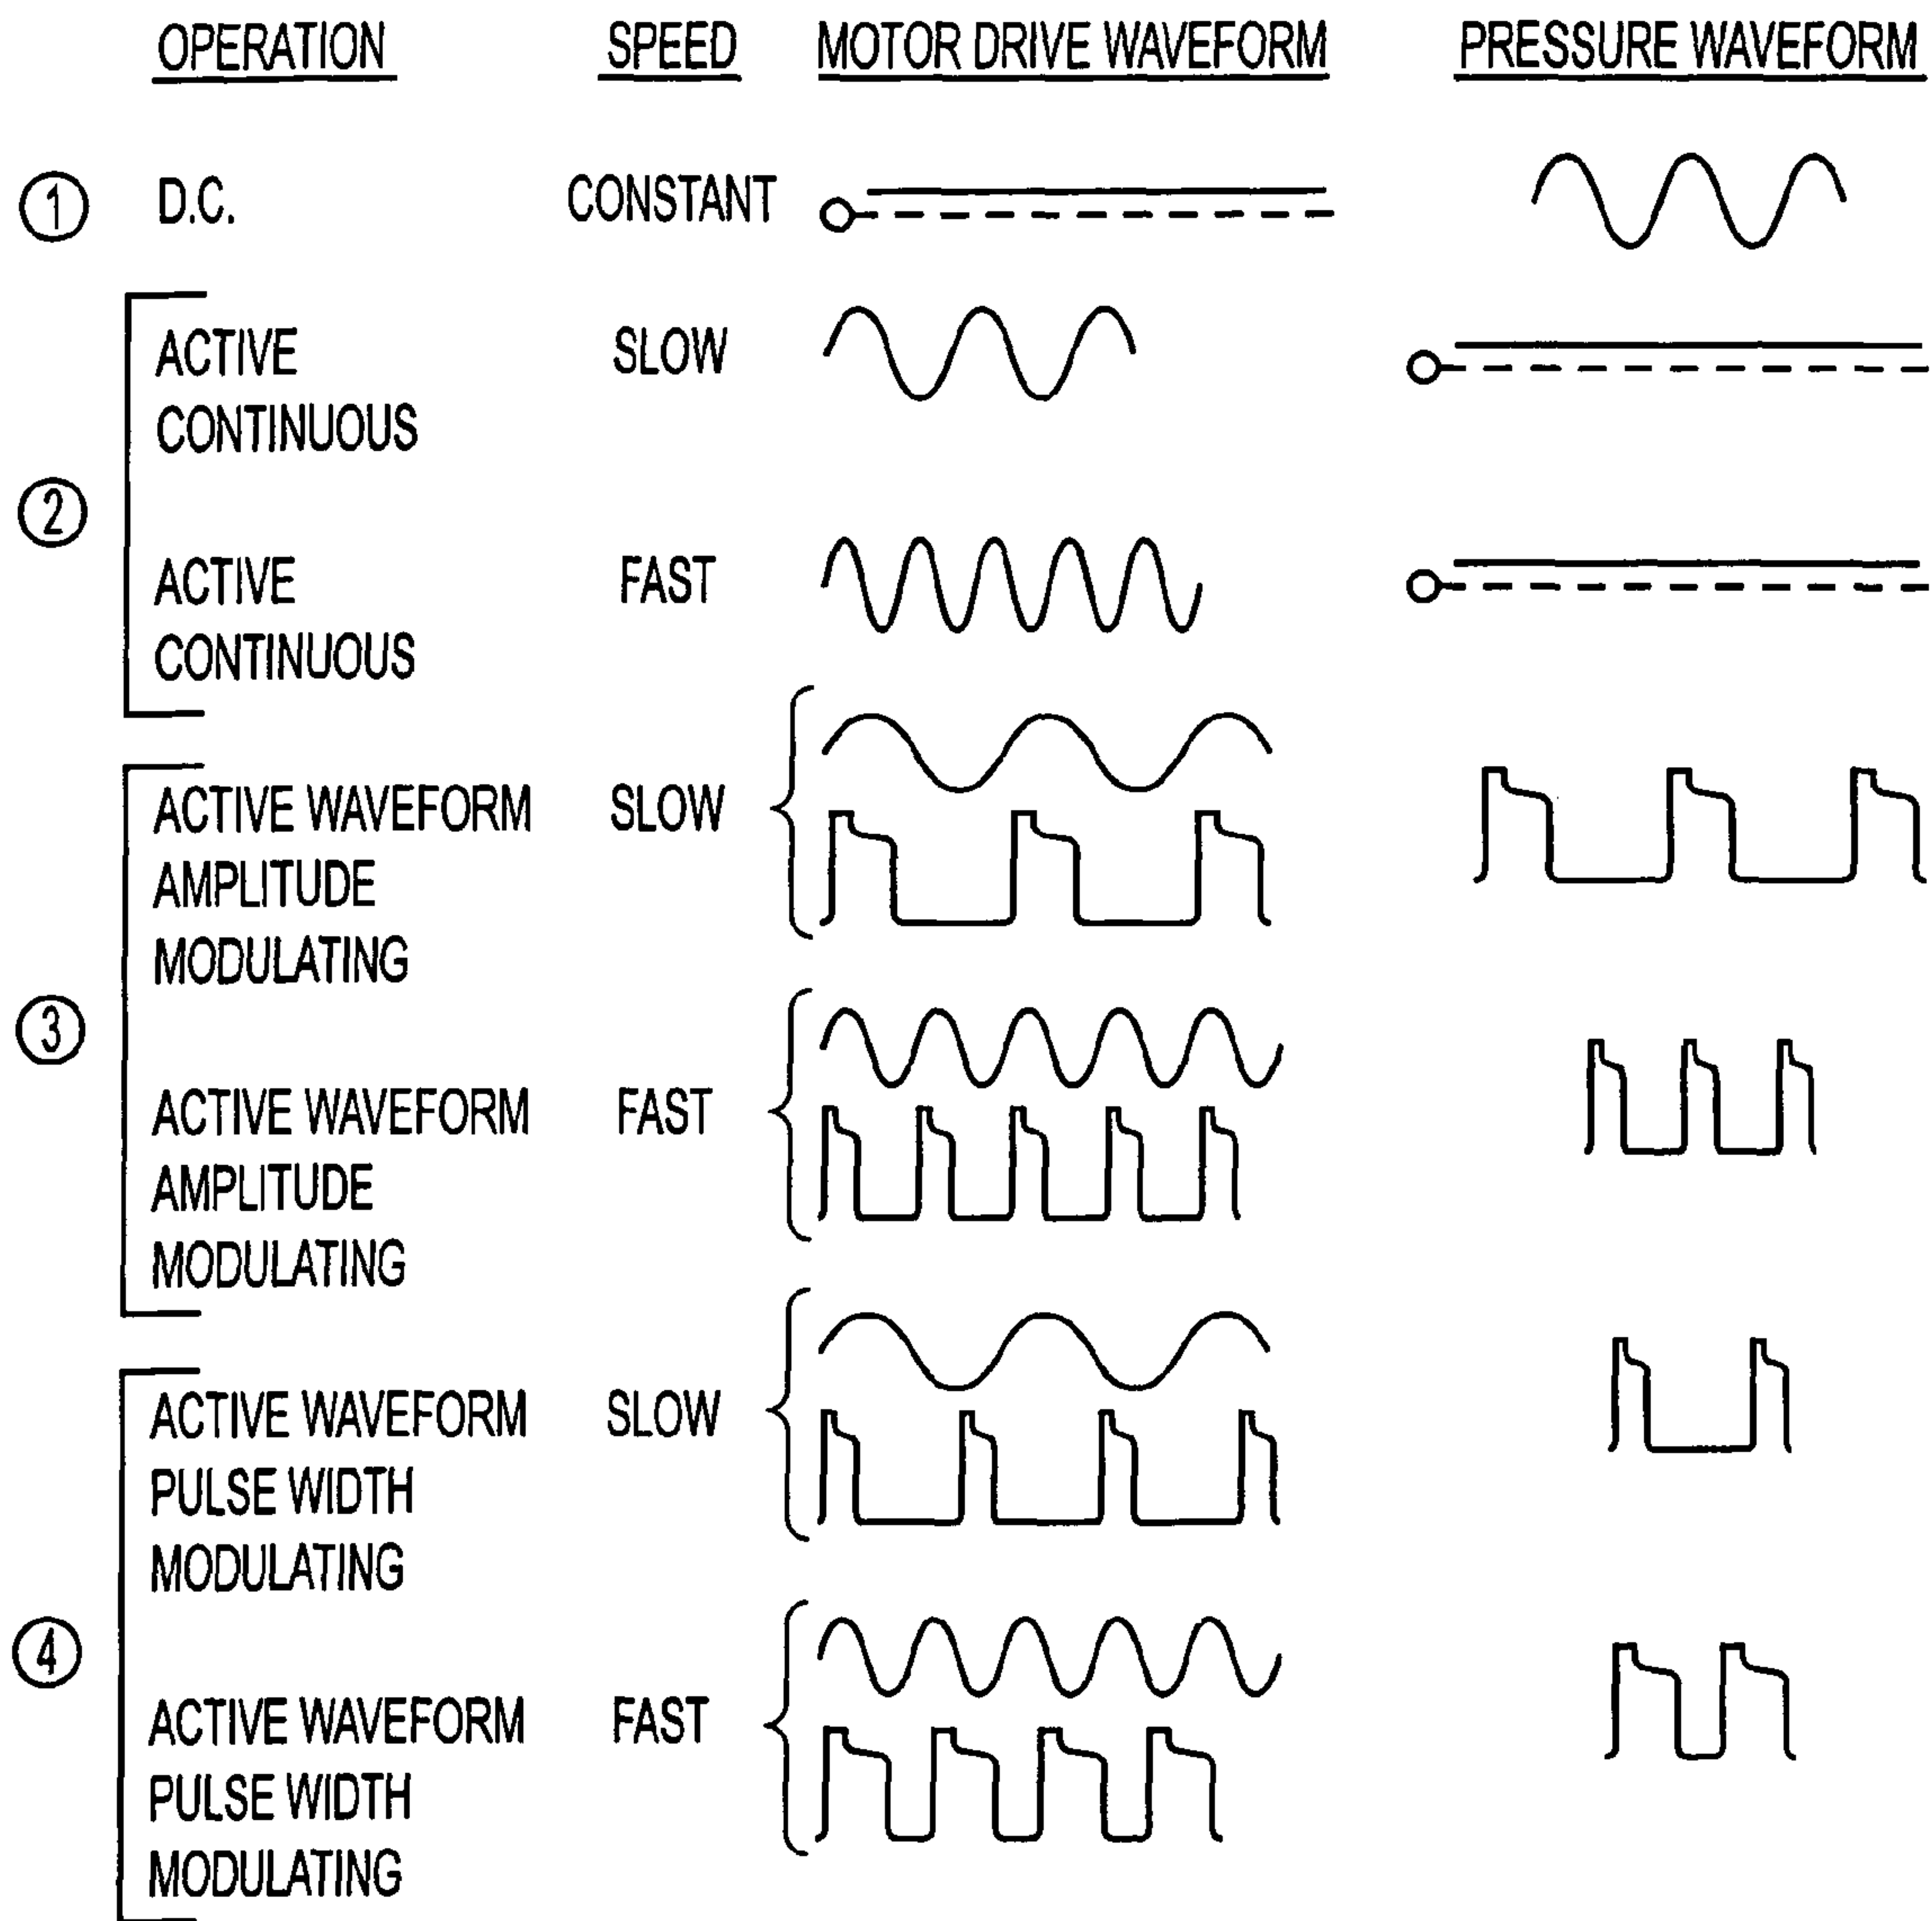 OPERATION SPEED MOTOR DRIVE WAVEFORM PRESSURE WAVEFORM
1 D.C. CONSTANT
2
ACTIVE SLOW
CONTINUOUS
ACTIVE FAST
CONTINUOUS
3
ACTIVE WAVEFORM SLOW
AMPLITUDE
MODULATING
ACTIVE WAVEFORM FAST
AMPLITUDE
MODULATING
4
ACTIVE WAVEFORM SLOW
PULSE WIDTH
MODULATING
ACTIVE WAVEFORM FAST
PULSE WIDTH
MODULATING